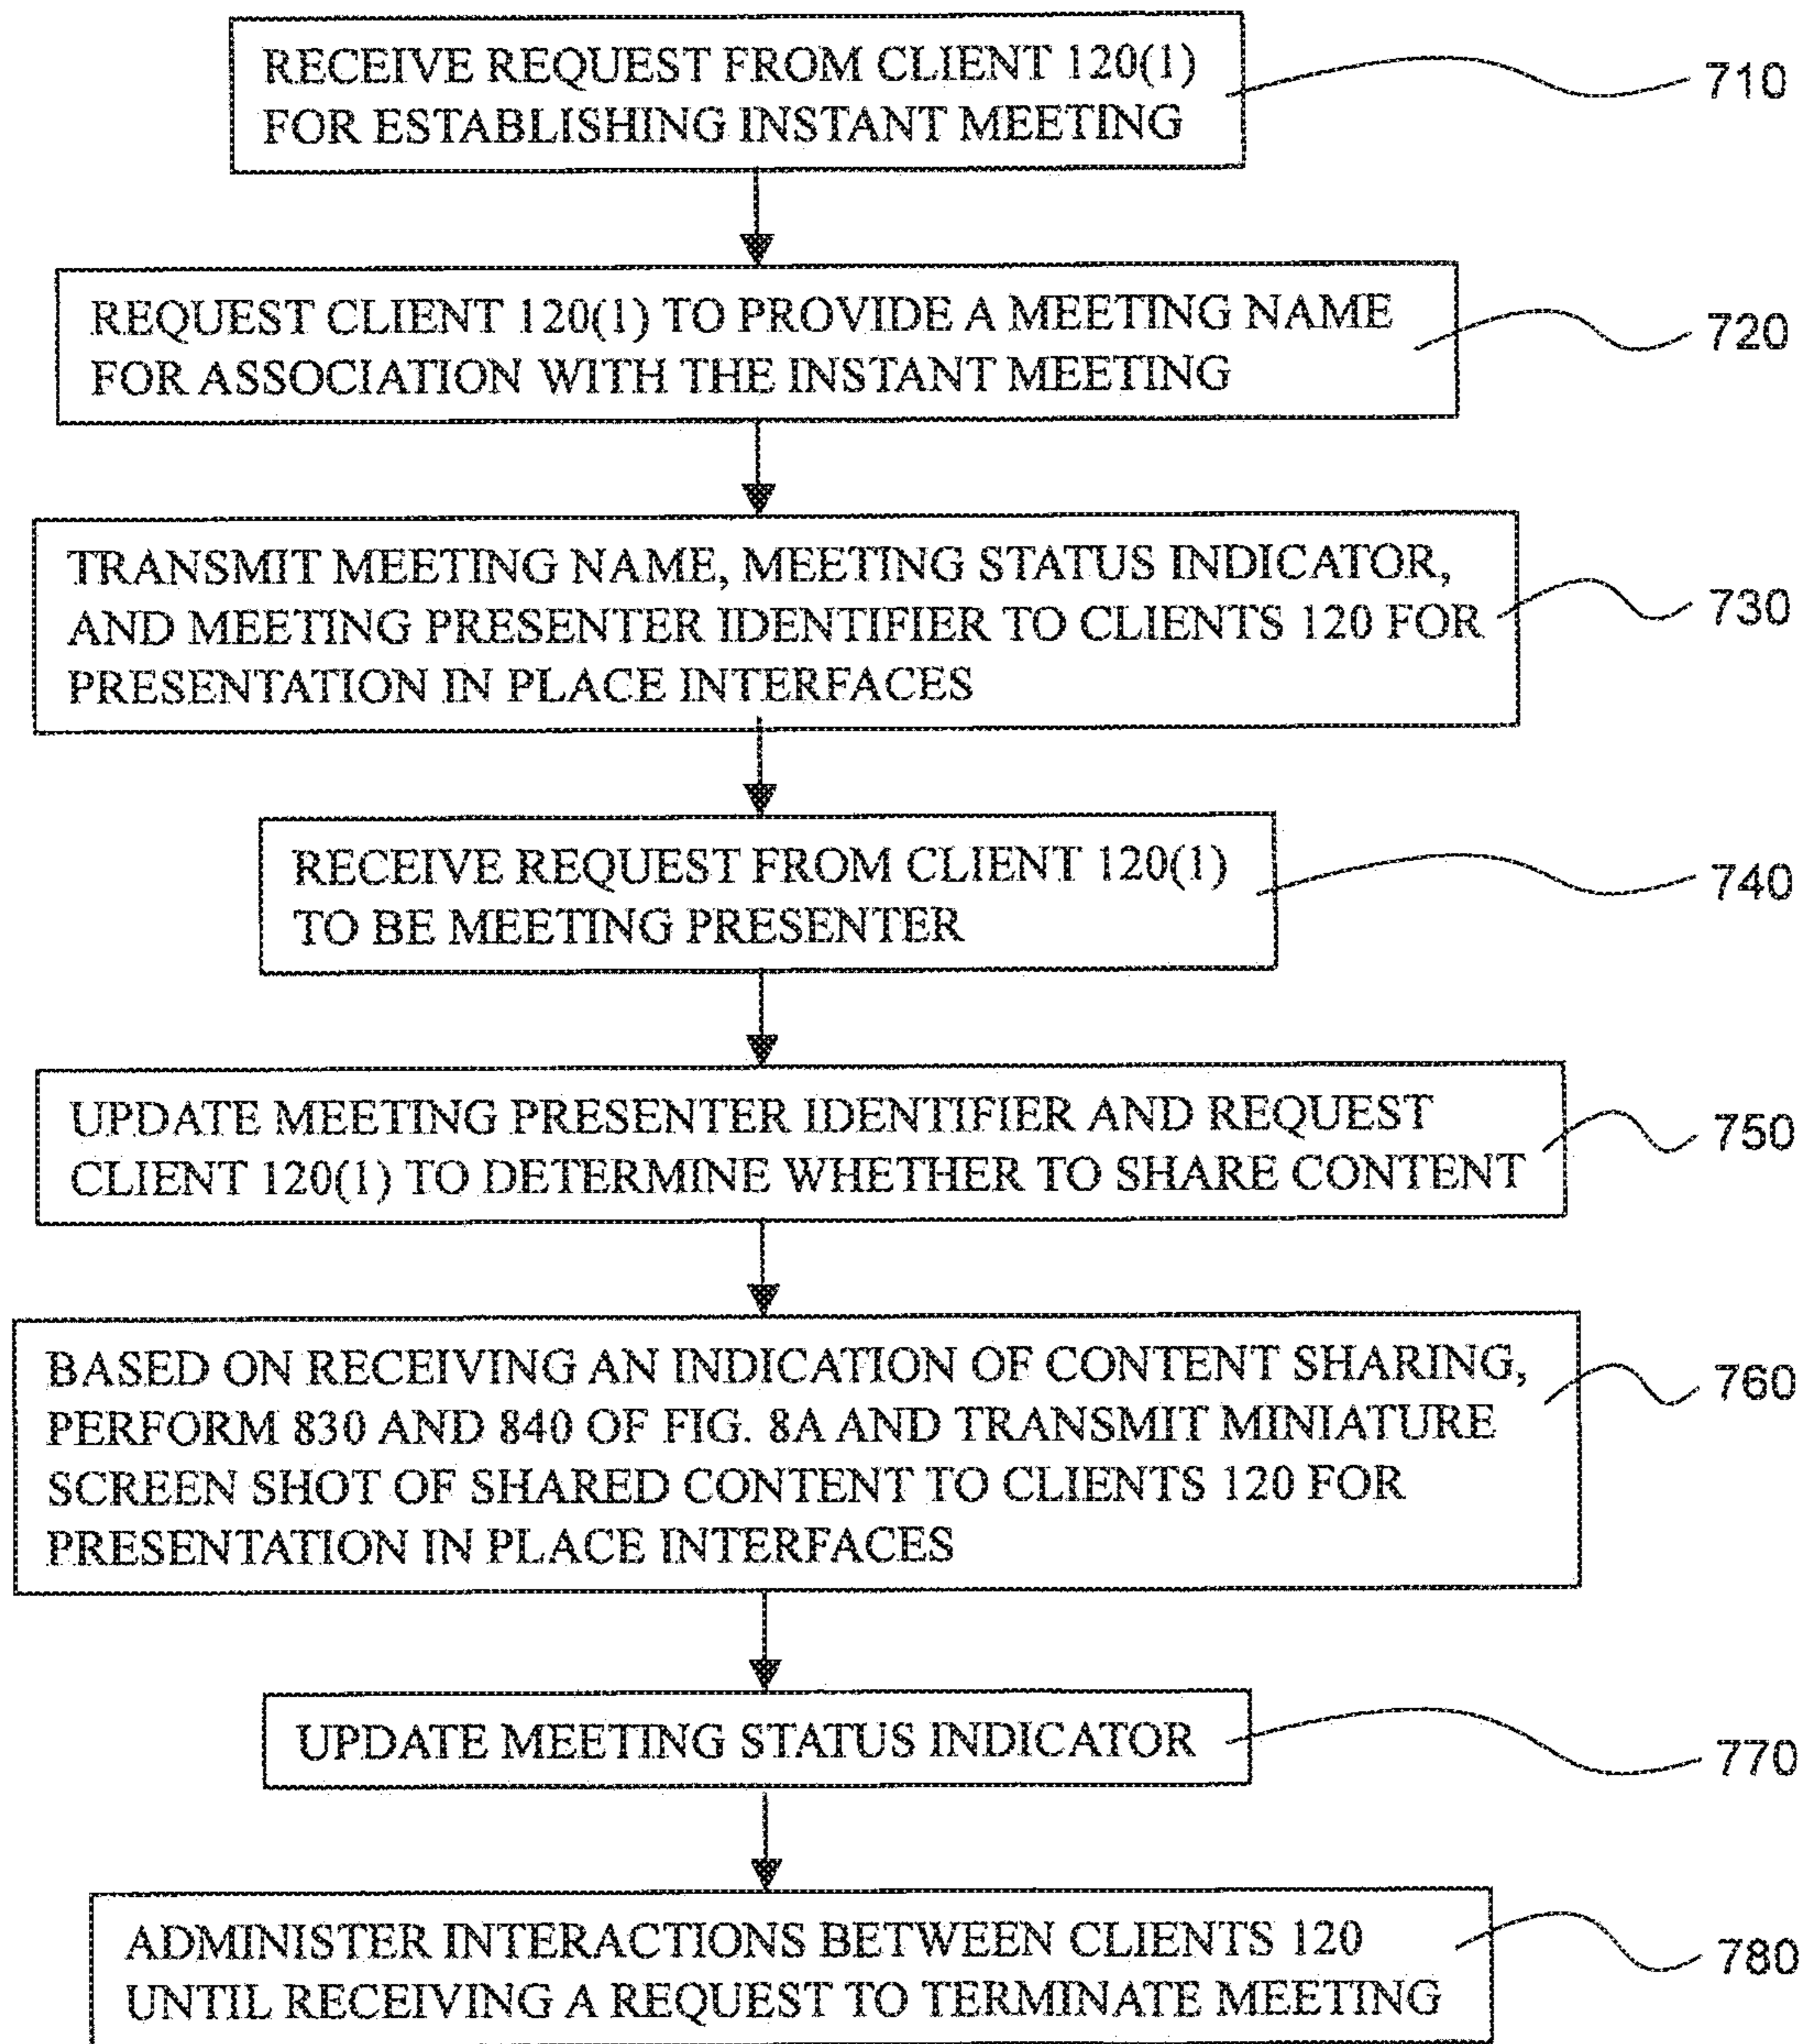 RECEIVE REQUEST FROM CLIENT 120(1)
FOR ESTABLISHING INSTANT MEETING
710
REQUEST CLIENT 120(1) TO PROVIDE A MEETING NAME
FOR ASSOCIATION WITH THE INSTANT MEETING
720
TRANSMIT MEETING NAME, MEETING STATUS INDICATOR,
AND MEETING PRESENTER IDENTIFIER TO CLIENTS 120 FOR
PRESENTATION IN PLACE INTERFACES
730
RECEIVE REQUEST FROM CLIENT 120(1)
TO BE MEETING PRESENTER
740
UPDATE MEETING PRESENTER IDENTIFIER AND REQUEST
CLIENT 120(1) TO DETERMINE WHETHER TO SHARE CONTENT
750
BASED ON RECEIVING AN INDICATION OF CONTENT SHARING,
PERFORM 830 AND 840 OF FIG. 8A AND TRANSMIT MINIATURE
SCREEN SHOT OF SHARED CONTENT TO CLIENTS 120 FOR
PRESENTATION IN PLACE INTERFACES
760
UPDATE MEETING STATUS INDICATOR
770
ADMINISTER INTERACTIONS BETWEEN CLIENTS 120
UNTIL RECEIVING A REQUEST TO TERMINATE MEETING
780